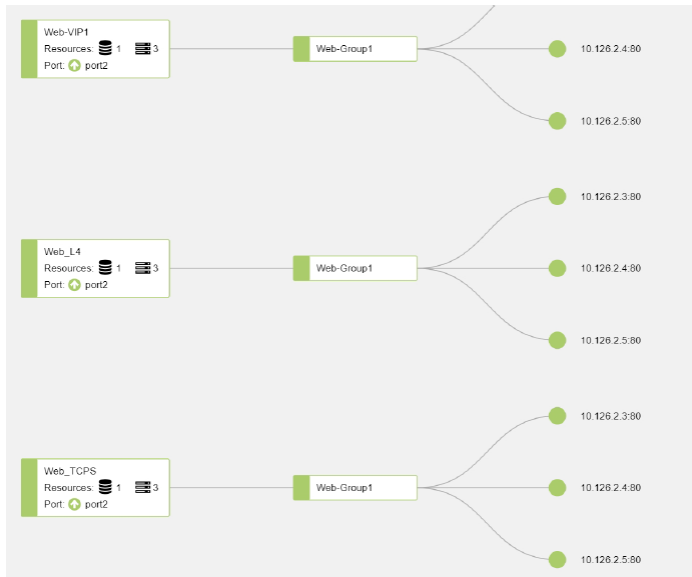 Web-VIP1
Resources: 1 3
Port: port2
Web-Group1
10.126.2.4:80
10.126.2.5:80
Web_L4
Resources: 1 3
Port: port2
Web-Group1
10.126.2.3:80
10.126.2.4:80
10.126.2.5:80
Web_TCPS
Resources: 1 3
Port: port2
Web-Group1
10.126.2.3:80
10.126.2.4:80
10.126.2.5:80